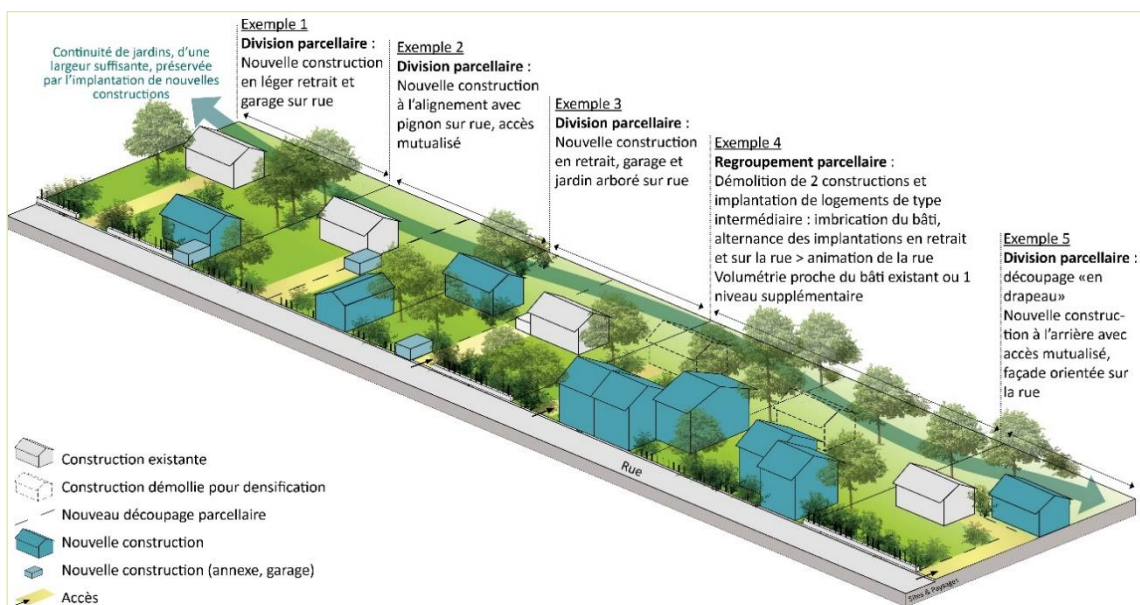 Continuité de jardins, d'une
largeur suffisante, préservée
par l'implantation de nouvelles
constructions
Exemple 1
Division parcellaire :
Nouvelle construction
en léger retrait et
garage sur rue
Exemple 2
Division parcellaire :
Nouvelle construction
à l'alignement avec
pignon sur rue, accès
mutualisé
Exemple 3
Division parcellaire :
Nouvelle construction
en retrait, garage et
jardin arboré sur rue
Exemple 4
Regroupement parcellaire :
Démolition de 2 constructions et
implantation de logements de type
intermédiaire : imbrication du bâti,
alternance des implantations en retrait
et sur la rue > animation de la rue
Volumétrie proche du bâti existant ou 1
niveau supplémentaire
Exemple 5
Division parcellaire :
découpage «en
drapeau»
Nouvelle construc-
tion à l'arrière avec
accès mutualisé,
façade orientée sur
la rue
Rue
Sites & Paysages
Construction existante
Construction démollie pour densification
Nouveau découpage parcellaire
Nouvelle construction
Nouvelle construction (annexe, garage)
Accès